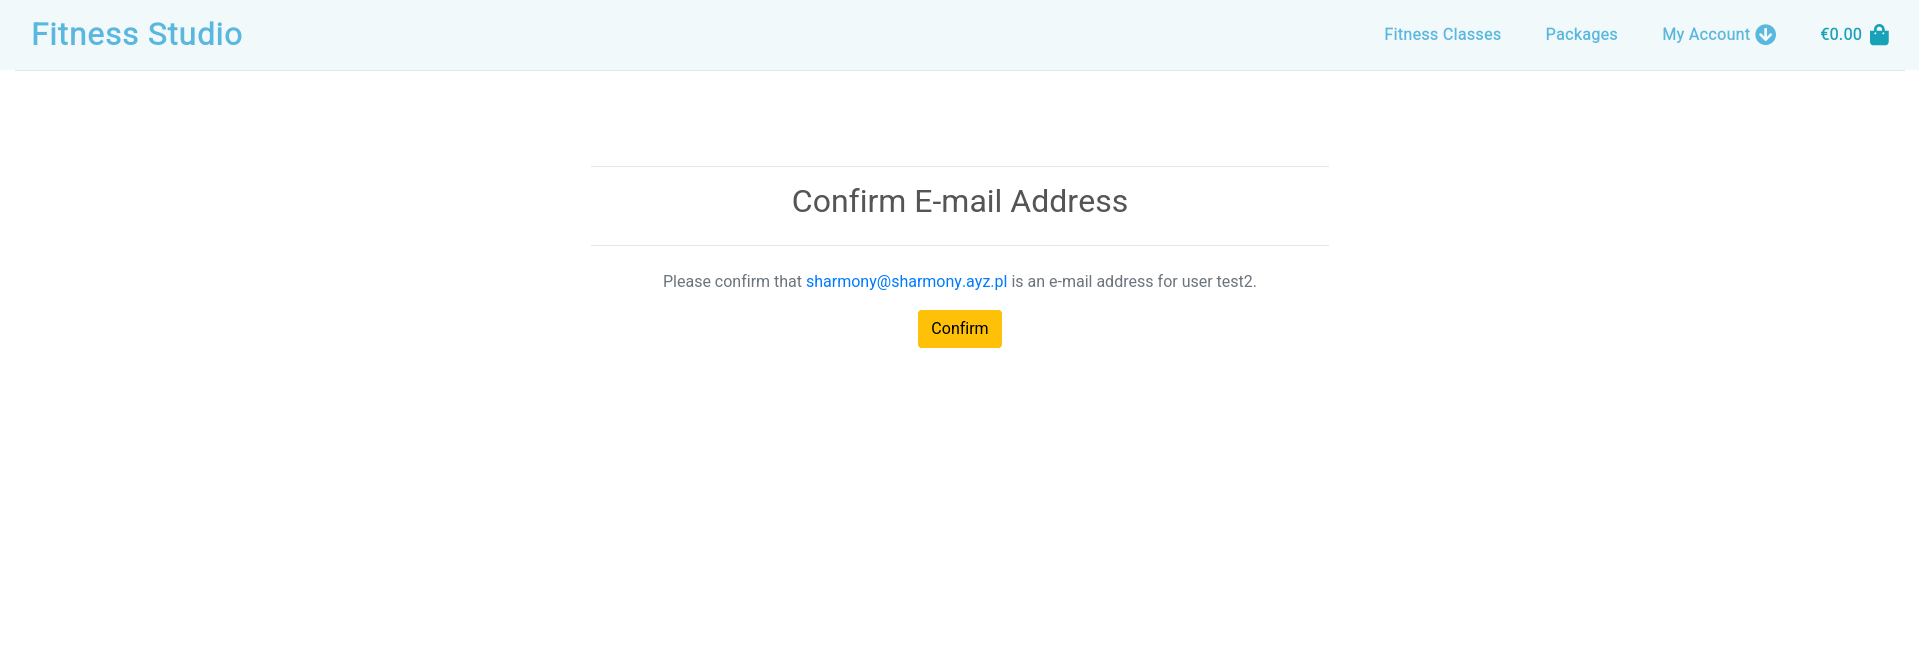 Fitness Studio
Fitness Classes
Packages
My Account
€0.00
Confirm E-mail Address
Please confirm that sharmony@sharmony.ayz.pl is an e-mail address for user test2.
Confirm